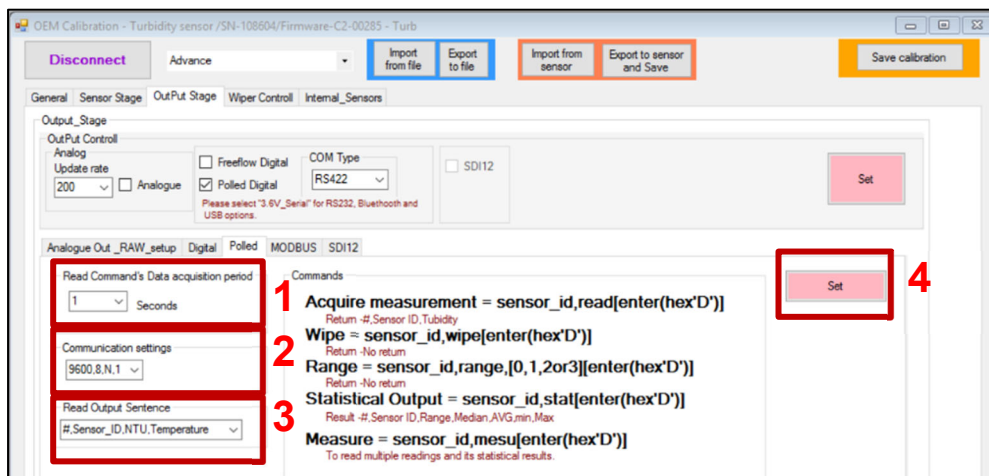 OEM Calibration - Turbidity sensor /SN-108604/Firmware-C2-00285 - Turb
Disconnect
Advance
Import from file
Export to file
Import from sensor
Export to sensor and Save
Save calibration
General Sensor Stage OutPut Stage Wiper Controll Internal_Sensors
Output_Stage
OutPut Controll
Analog
Update rate
200
Analogue
Freeflow Digital
Polled Digital
COM Type
RS422
Please select "3.6V_Serial" for RS232, Bluethooth and
USB options.
SDI12
Set
Analogue Out _RAW_setup Digital Polled MODBUS SDI12
Read Command's Data acquisition period
1 Seconds
1
Communication settings
9600,8,N,1
2
Read Output Sentence
#,Sensor_ID,NTU,Temperature
3
Commands
Acquire measurement = sensor_id,read[enter(hex'D')]
Return -#,Sensor ID,Tubidity
Wipe = sensor_id,wipe[enter(hex'D')]
Return -No return
Range = sensor_id,range,[0,1,2or3][enter(hex'D')]
Return -No return
Statistical Output = sensor_id,stat[enter(hex'D')]
Result -#,Sensor ID,Range,Median,AVG,min,Max
Measure = sensor_id,mesu[enter(hex'D')]
To read multiple readings and its statistical results.
Set
4